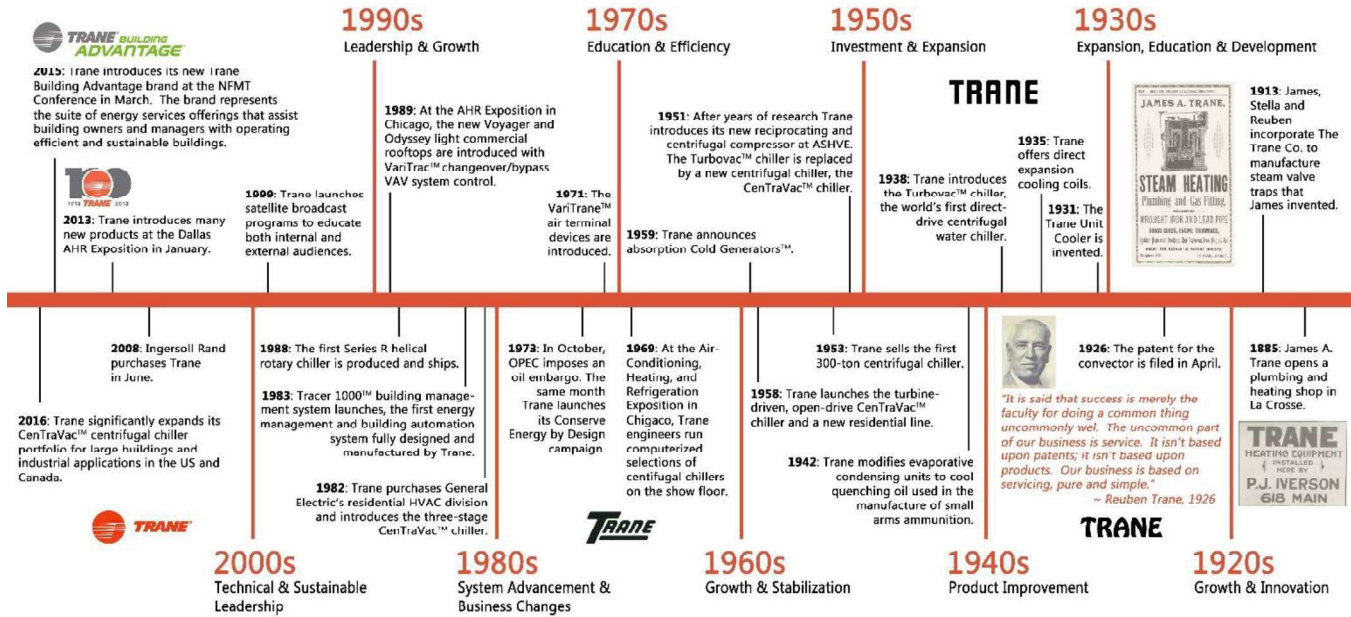 1990s
Leadership & Growth
1970s
Education & Efficiency
1950s
Investment & Expansion
1930s
Expansion, Education & Development
TRANE BUILDING
ADVANTAGE
2015: Trane introduces its new Trane
Building Advantage brand at the NFMT
Conference in March. The brand represents
the suite of energy services offerings that assist
building owners and managers with operating
efficient and sustainable buildings.
100
1913 TRANE 2013
2013: Trane introduces many
new products at the Dallas
AHR Exposition in January.
1999: Trane launches
satellite broadcast
programs to educate
both internal and
external audiences.
1989: At the AHR Exposition in
Chicago, the new Voyager and
Odyssey light commercial
rooftops are introduced with
VariTrac™ changeover/bypass
VAV system control.
1971: The
VariTrane™
air terminal
devices are
introduced.
1951: After years of research Trane
introduces its new reciprocating and
centrifugal compressor at ASHVE.
The Turbovac™ chiller is replaced
by a new centrifugal chiller, the
CenTraVac™ chiller.
1959: Trane announces
absorption Cold Generators™.
TRANE
1938: Trane introduces
the Turbovac™ chiller,
the world's first direct-
drive centrifugal
water chiller.
1935: Trane
offers direct
expansion
cooling coils.
1931: The
Trane Unit
Cooler is
invented.
JAMES A. TRANE,
STEAM HEATING
Plumbing and Gas Fitting.
WROUGHT IRON AND LEAD PIPE
1913: James,
Stella and
Reuben
incorporate The
Trane Co. to
manufacture
steam valve
traps that
James invented.
2008: Ingersoll Rand
purchases Trane
in June.
2016: Trane significantly expands its
CenTraVac™ centrifugal chiller
portfolio for large buildings and
industrial applications in the US and
Canada.
TRANE
1988: The first Series R helical
rotary chiller is produced and ships.
1983: Tracer 1000™ building manage-
ment system launches, the first energy
management and building automation
system fully designed and
manufactured by Trane.
1982: Trane purchases General
Electric's residential HVAC division
and introduces the three-stage
CenTraVac™ chiller.
1973: In October,
OPEC imposes an
oil embargo. The
same month
Trane launches
its Conserve
Energy by Design
campaign
TRANE
1969: At the Air-
Conditioning,
Heating, and
Refrigeration
Exposition in
Chigaco, Trane
engineers run
computerized
selections of
centifugal chillers
on the show floor.
1953: Trane sells the first
300-ton centrifugal chiller.
1958: Trane launches the turbine-
driven, open-drive CenTraVac™
chiller and a new residential line.
1942: Trane modifies evaporative
condensing units to cool
quenching oil used in the
manufacture of small
arms ammunition.
1926: The patent for the
convector is filed in April.
"It is said that success is merely the
faculty for doing a common thing
uncommonly wel. The uncommon part
of our business is service. It isn't based
upon patents; it isn't based upon
products. Our business is based on
servicing, pure and simple."
~ Reuben Trane, 1926
TRANE
1885: James A.
Trane opens a
plumbing and
heating shop in
La Crosse.
TRANE
HEATING EQUIPMENT
INSTALLED
HERE BY
P.J. IVERSON
618 MAIN
2000s
Technical & Sustainable
Leadership
1980s
System Advancement &
Business Changes
1960s
Growth & Stabilization
1940s
Product Improvement
1920s
Growth & Innovation